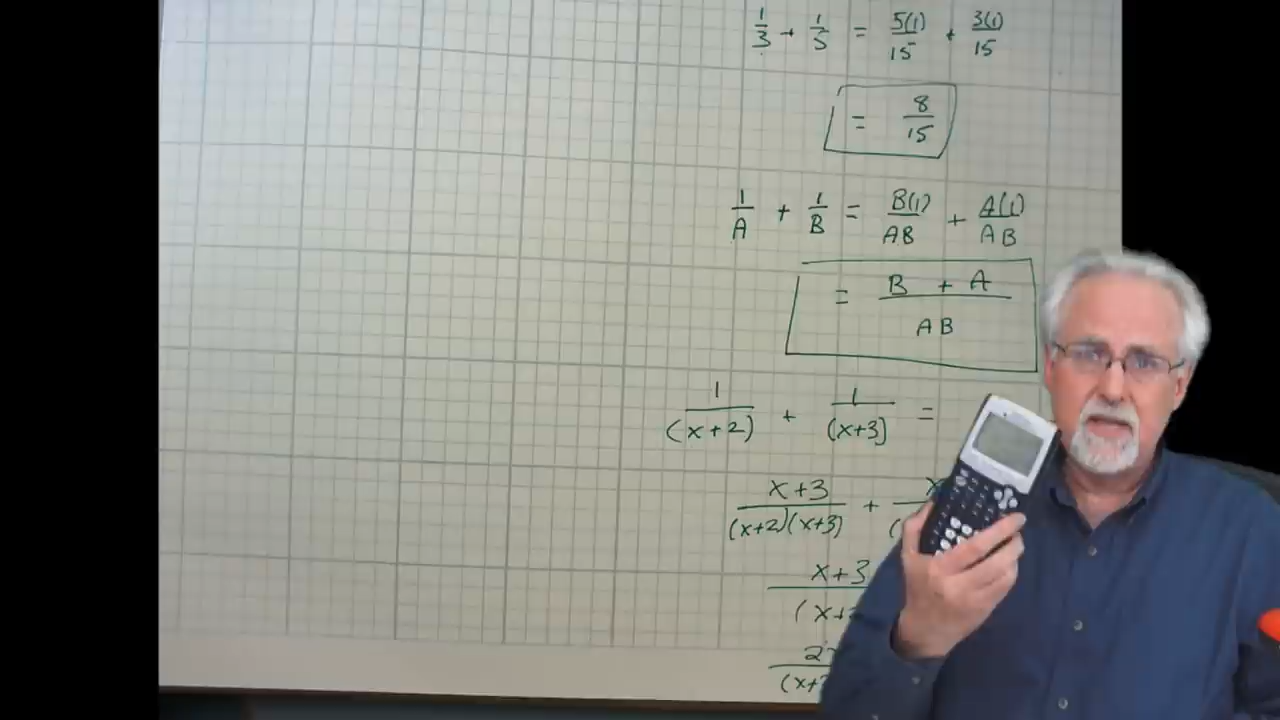 1/3 + 1/5 = 5(1)/15 + 3(1)/15
= 8/15
1/A + 1/B = B(1)/AB + A(1)/AB
= B + A/AB
1/(x+2) + 1/(x+3) =
x+3/(x+2)(x+3) +
x+3